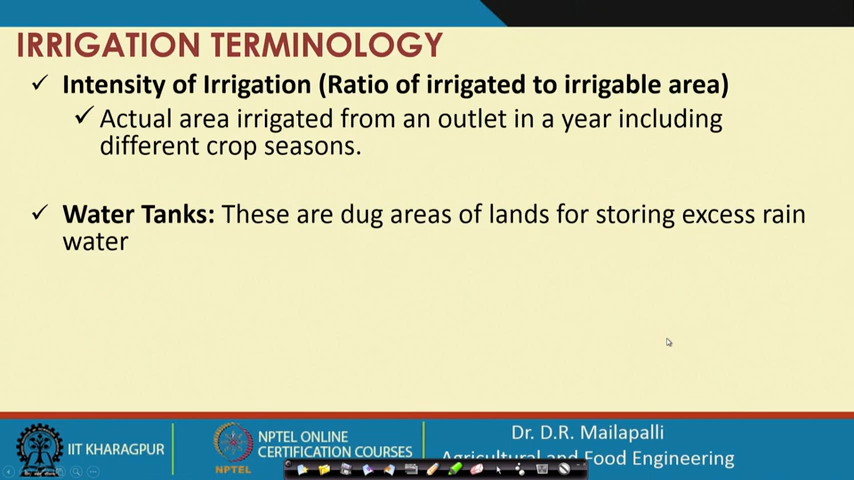 IRRIGATION TERMINOLOGY
✓ Intensity of Irrigation (Ratio of irrigated to irrigable area)
✓ Actual area irrigated from an outlet in a year including
different crop seasons.
✓ Water Tanks: These are dug areas of lands for storing excess rain
water
IIT KHARAGPUR
NPTEL
NPTEL ONLINE
CERTIFICATION COURSES
Dr. D.R. Mailapalli
Agricultural and Food Engineering